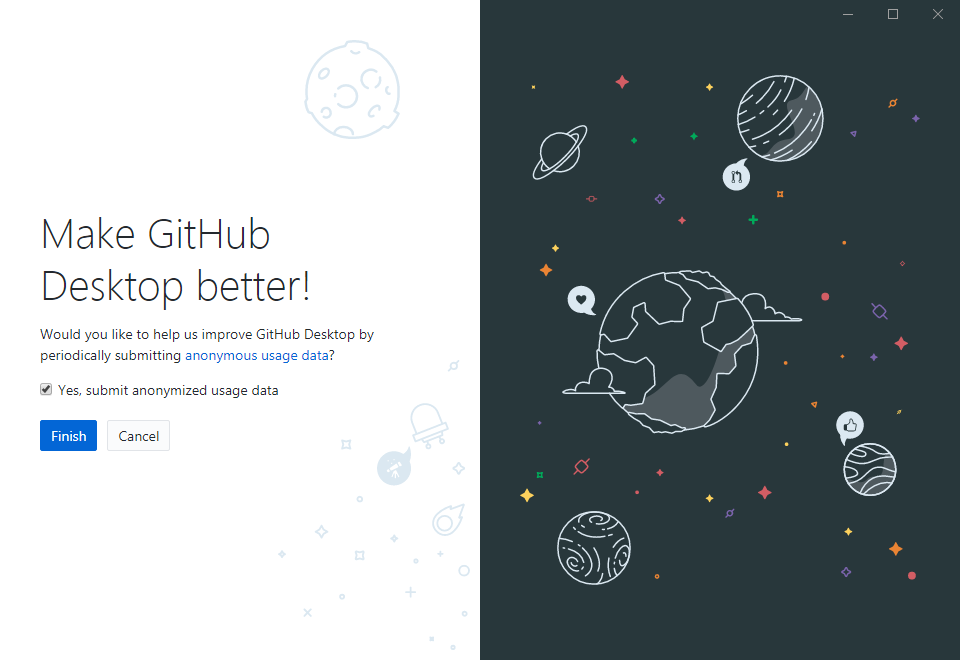 Make GitHub
Desktop better!
Would you like to help us improve GitHub Desktop by
periodically submitting anonymous usage data?
Yes, submit anonymized usage data
Finish Cancel